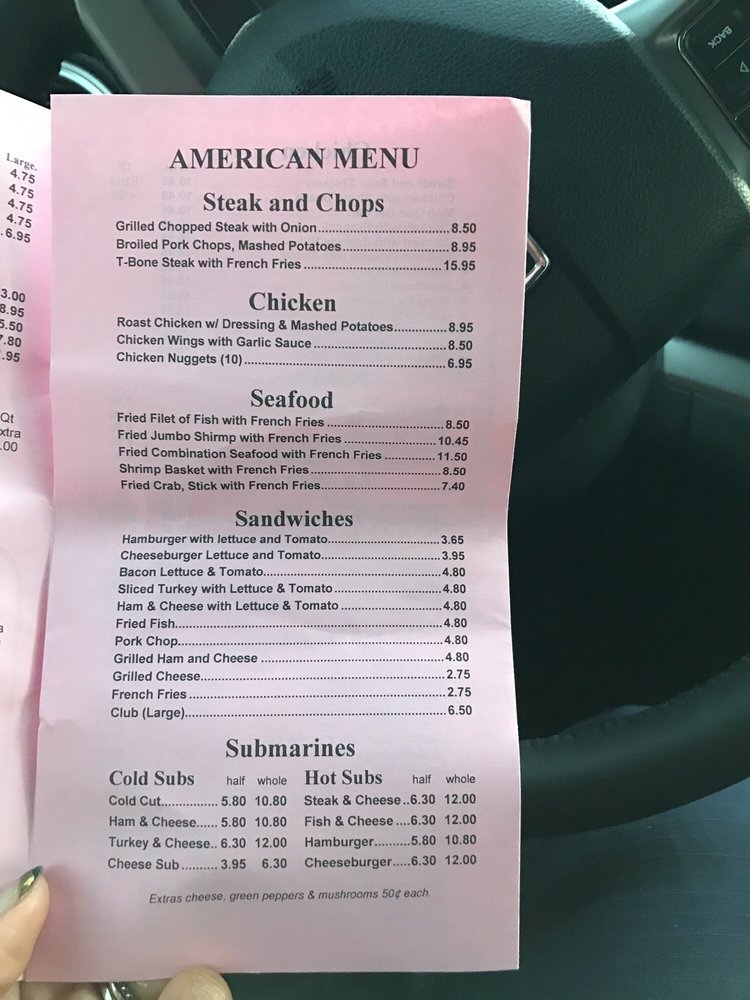 BACK
Large.
4.75
4.75
4.75
4.75
6.95
3.00
8.95
5.50
7.80
.95
Qt
xtra
.00
AMERICAN MENU
Steak and Chops
Grilled Chopped Steak with Onion 8.50
Broiled Pork Chops, Mashed Potatoes 8.95
T-Bone Steak with French Fries 15.95
Chicken
Roast Chicken w/ Dressing & Mashed Potatoes 8.95
Chicken Wings with Garlic Sauce 8.50
Chicken Nuggets (10) 6.95
Seafood
Fried Filet of Fish with French Fries 8.50
Fried Jumbo Shirmp with French Fries 10.45
Fried Combination Seafood with French Fries 11.50
Shrimp Basket with French Fries 8.50
Fried Crab, Stick with French Fries 7.40
Sandwiches
Hamburger with lettuce and Tomato 3.65
Cheeseburger Lettuce and Tomato 3.95
Bacon Lettuce & Tomato 4.80
Sliced Turkey with Lettuce & Tomato 4.80
Ham & Cheese with Lettuce & Tomato 4.80
Fried Fish 4.80
Pork Chop 4.80
Grilled Ham and Cheese 4.80
Grilled Cheese 2.75
French Fries 2.75
Club (Large) 6.50
Submarines
Cold Subs half whole Hot Subs half whole
Cold Cut 5.80 10.80 Steak & Cheese 6.30 12.00
Ham & Cheese 5.80 10.80 Fish & Cheese 6.30 12.00
Turkey & Cheese 6.30 12.00 Hamburger 5.80 10.80
Cheese Sub 3.95 6.30 Cheeseburger 6.30 12.00
Extras cheese, green peppers & mushrooms 50¢ each.